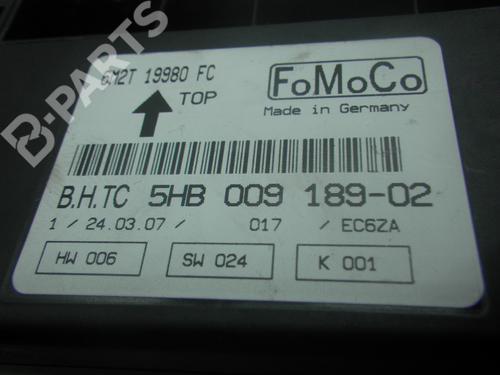 6M2T 19980 FC
TOP
FoMoCo
Made in Germany
B.H.TC 5HB 009 189-02
1 / 24.03.07 / 017 / EC6ZA
HW 006 SW 024 K 001
B-PARTS